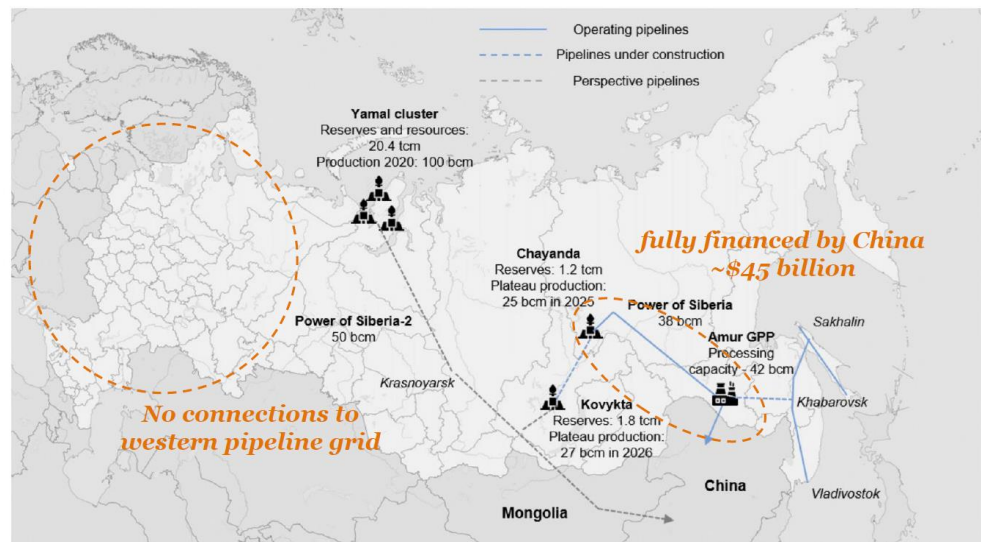 Operating pipelines
Pipelines under construction
Perspective pipelines
Yamal cluster
Reserves and resources:
20.4 tcm
Production 2020: 100 bcm
fully financed by China
~$45 billion
Chayanda
Reserves: 1.2 tcm
Plateau production:
25 bcm in 2025
Power of Siberia
38 bcm
Power of Siberia-2
50 bcm
Sakhalin
Amur GPP
Processing
capacity - 42 bcm
Krasnoyarsk
Khabarovsk
No connections to
western pipeline grid
Kovykta
Reserves: 1.8 tcm
Plateau production:
27 bcm in 2026
China
Vladivostok
Mongolia